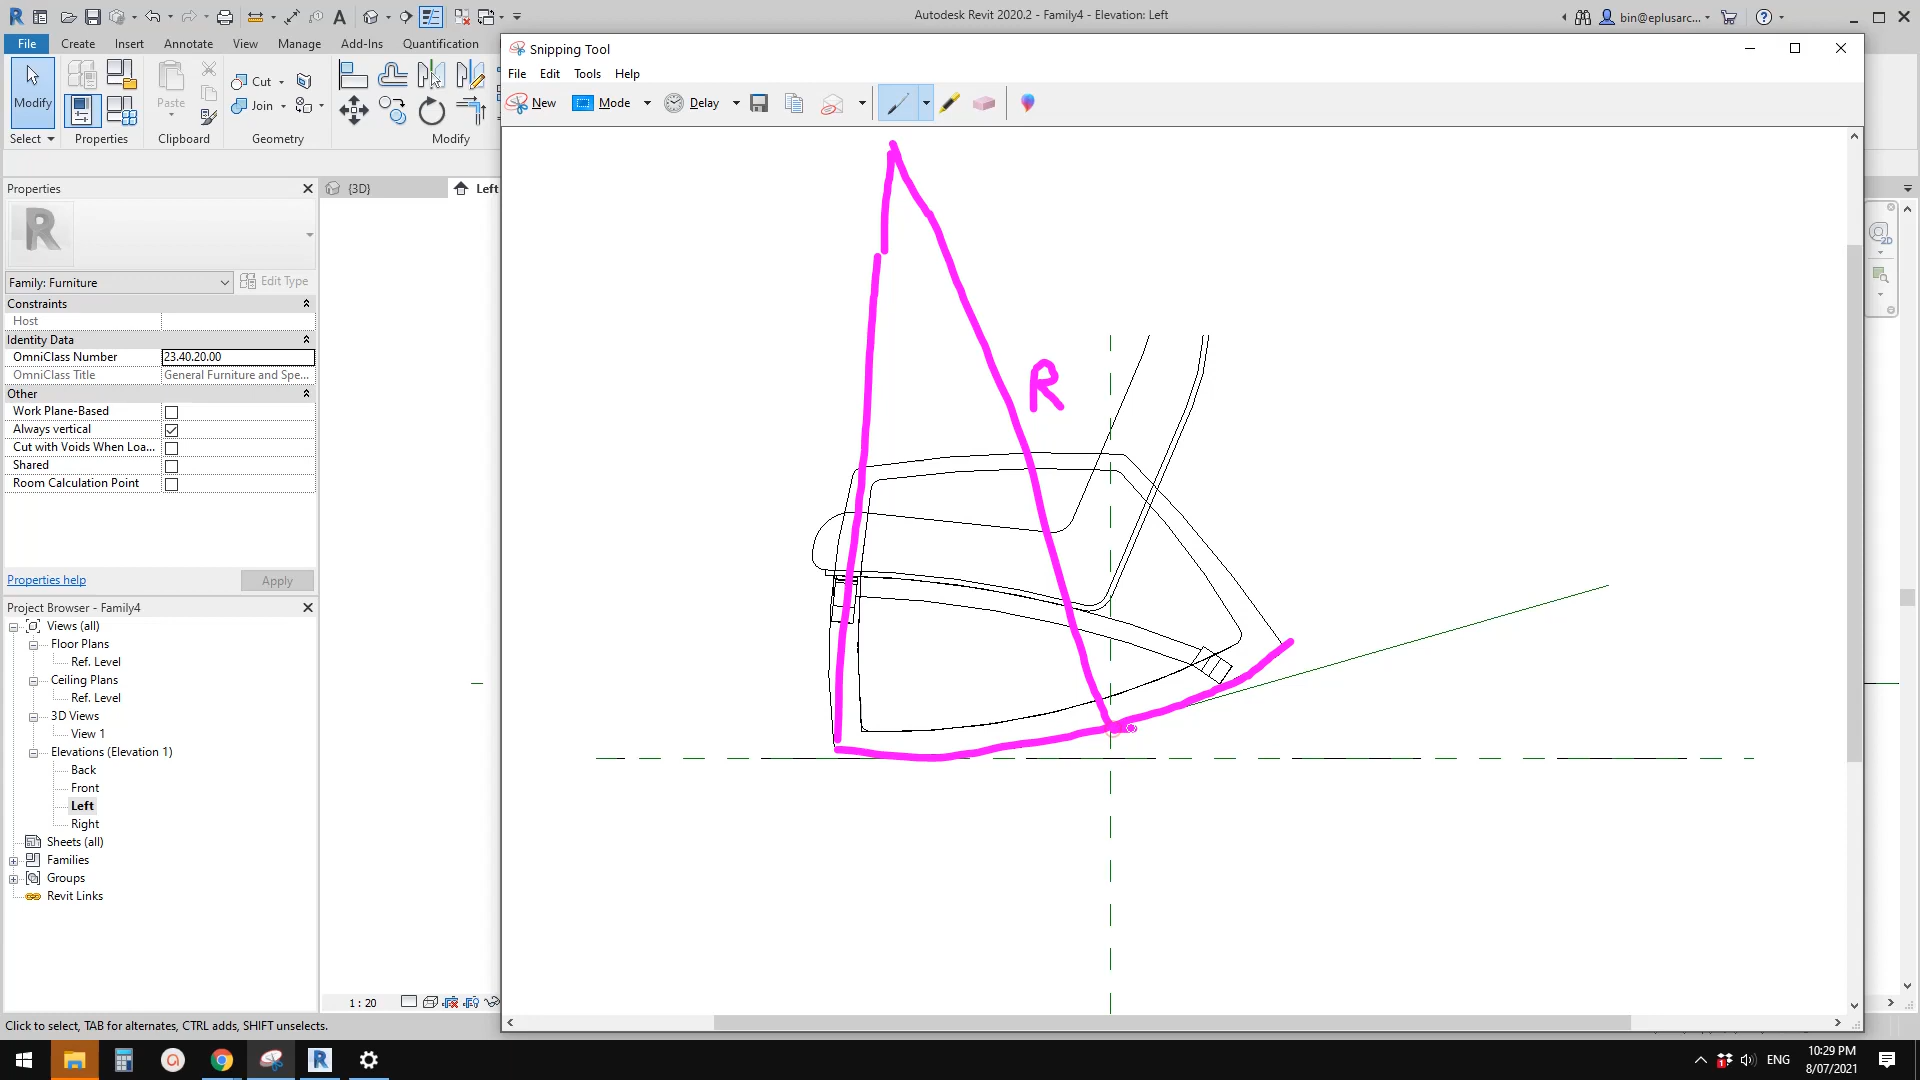 Autodesk Revit 2020.2 - Family4 - Elevation: Left
bin@eplusarc...
File Create Insert Annotate View Manage Add-Ins Quantification
Modify
Select
Properties
Paste
Clipboard
Cut
Join
Geometry
Modify
Snipping Tool
File Edit Tools Help
New Mode Delay
Properties
{3D}
Left
R
Family: Furniture
Edit Type
Constraints
Host
Identity Data
OmniClass Number 23.40.20.00
OmniClass Title General Furniture and Spe...
Other
Work Plane-Based
Always vertical
Cut with Voids When Loa...
Shared
Room Calculation Point
Properties help
Apply
Project Browser - Family4
Views (all)
Floor Plans
Ref. Level
Ceiling Plans
Ref. Level
3D Views
View 1
Elevations (Elevation 1)
Back
Front
Left
Right
Sheets (all)
Families
Groups
Revit Links
R
2D
1 : 20
Click to select, TAB for alternates, CTRL adds, SHIFT unselects.
ENG
10:29 PM
8/07/2021